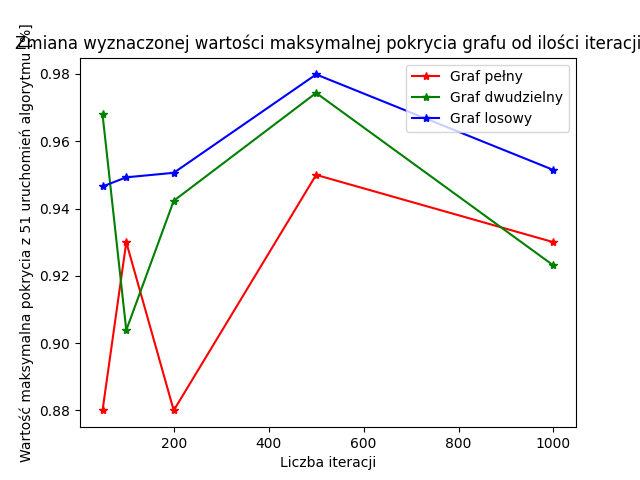 Zmiana wyznaczonej wartości maksymalnej pokrycia grafu od ilości iteracji
Wartość maksymalna pokrycia z 51 uruchomień algorytmu [%]
0.98
0.96
0.94
0.92
0.90
0.88
Graf pełny
Graf dwudzielny
Graf losowy
200
400
600
800
1000
Liczba iteracji